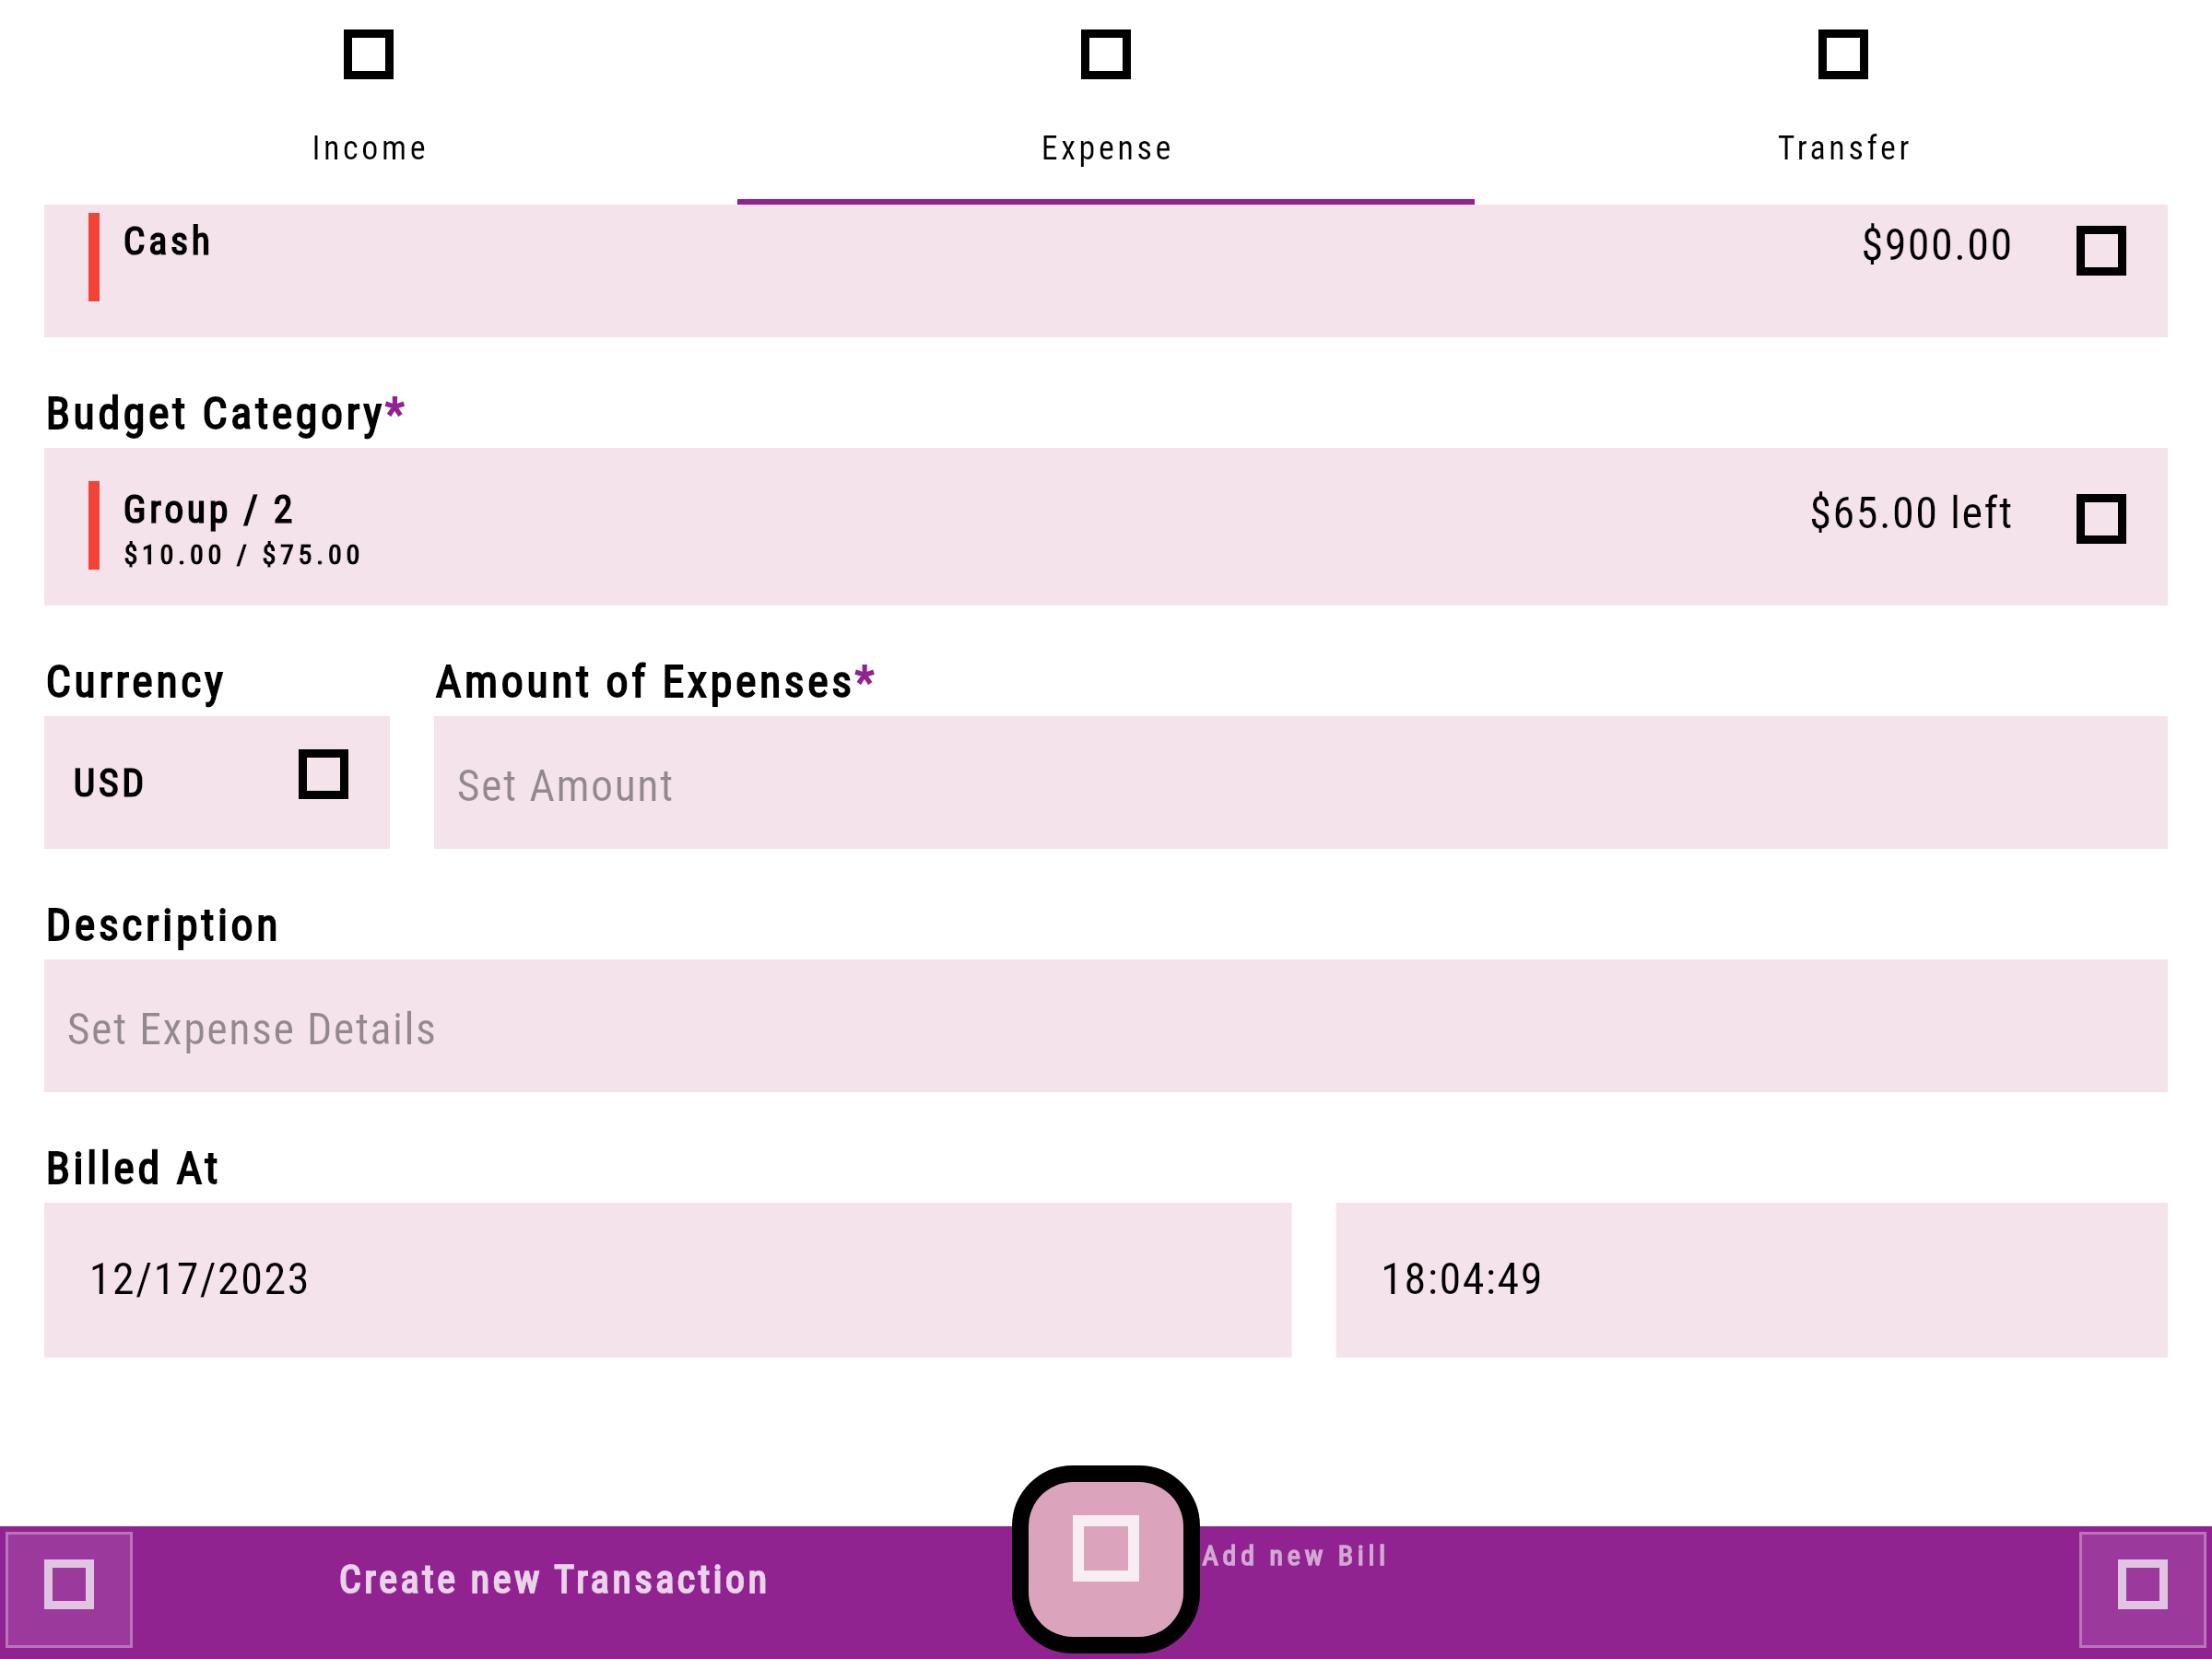 Income
Expense
Transfer
Cash
$900.00
Budget Category*
Group / 2
$65.00 left
$10.00 / $75.00
Currency
Amount of Expenses*
USD
Set Amount
Description
Set Expense Details
Billed At
12/17/2023
18:04:49
Create new Transaction
Add new Bill